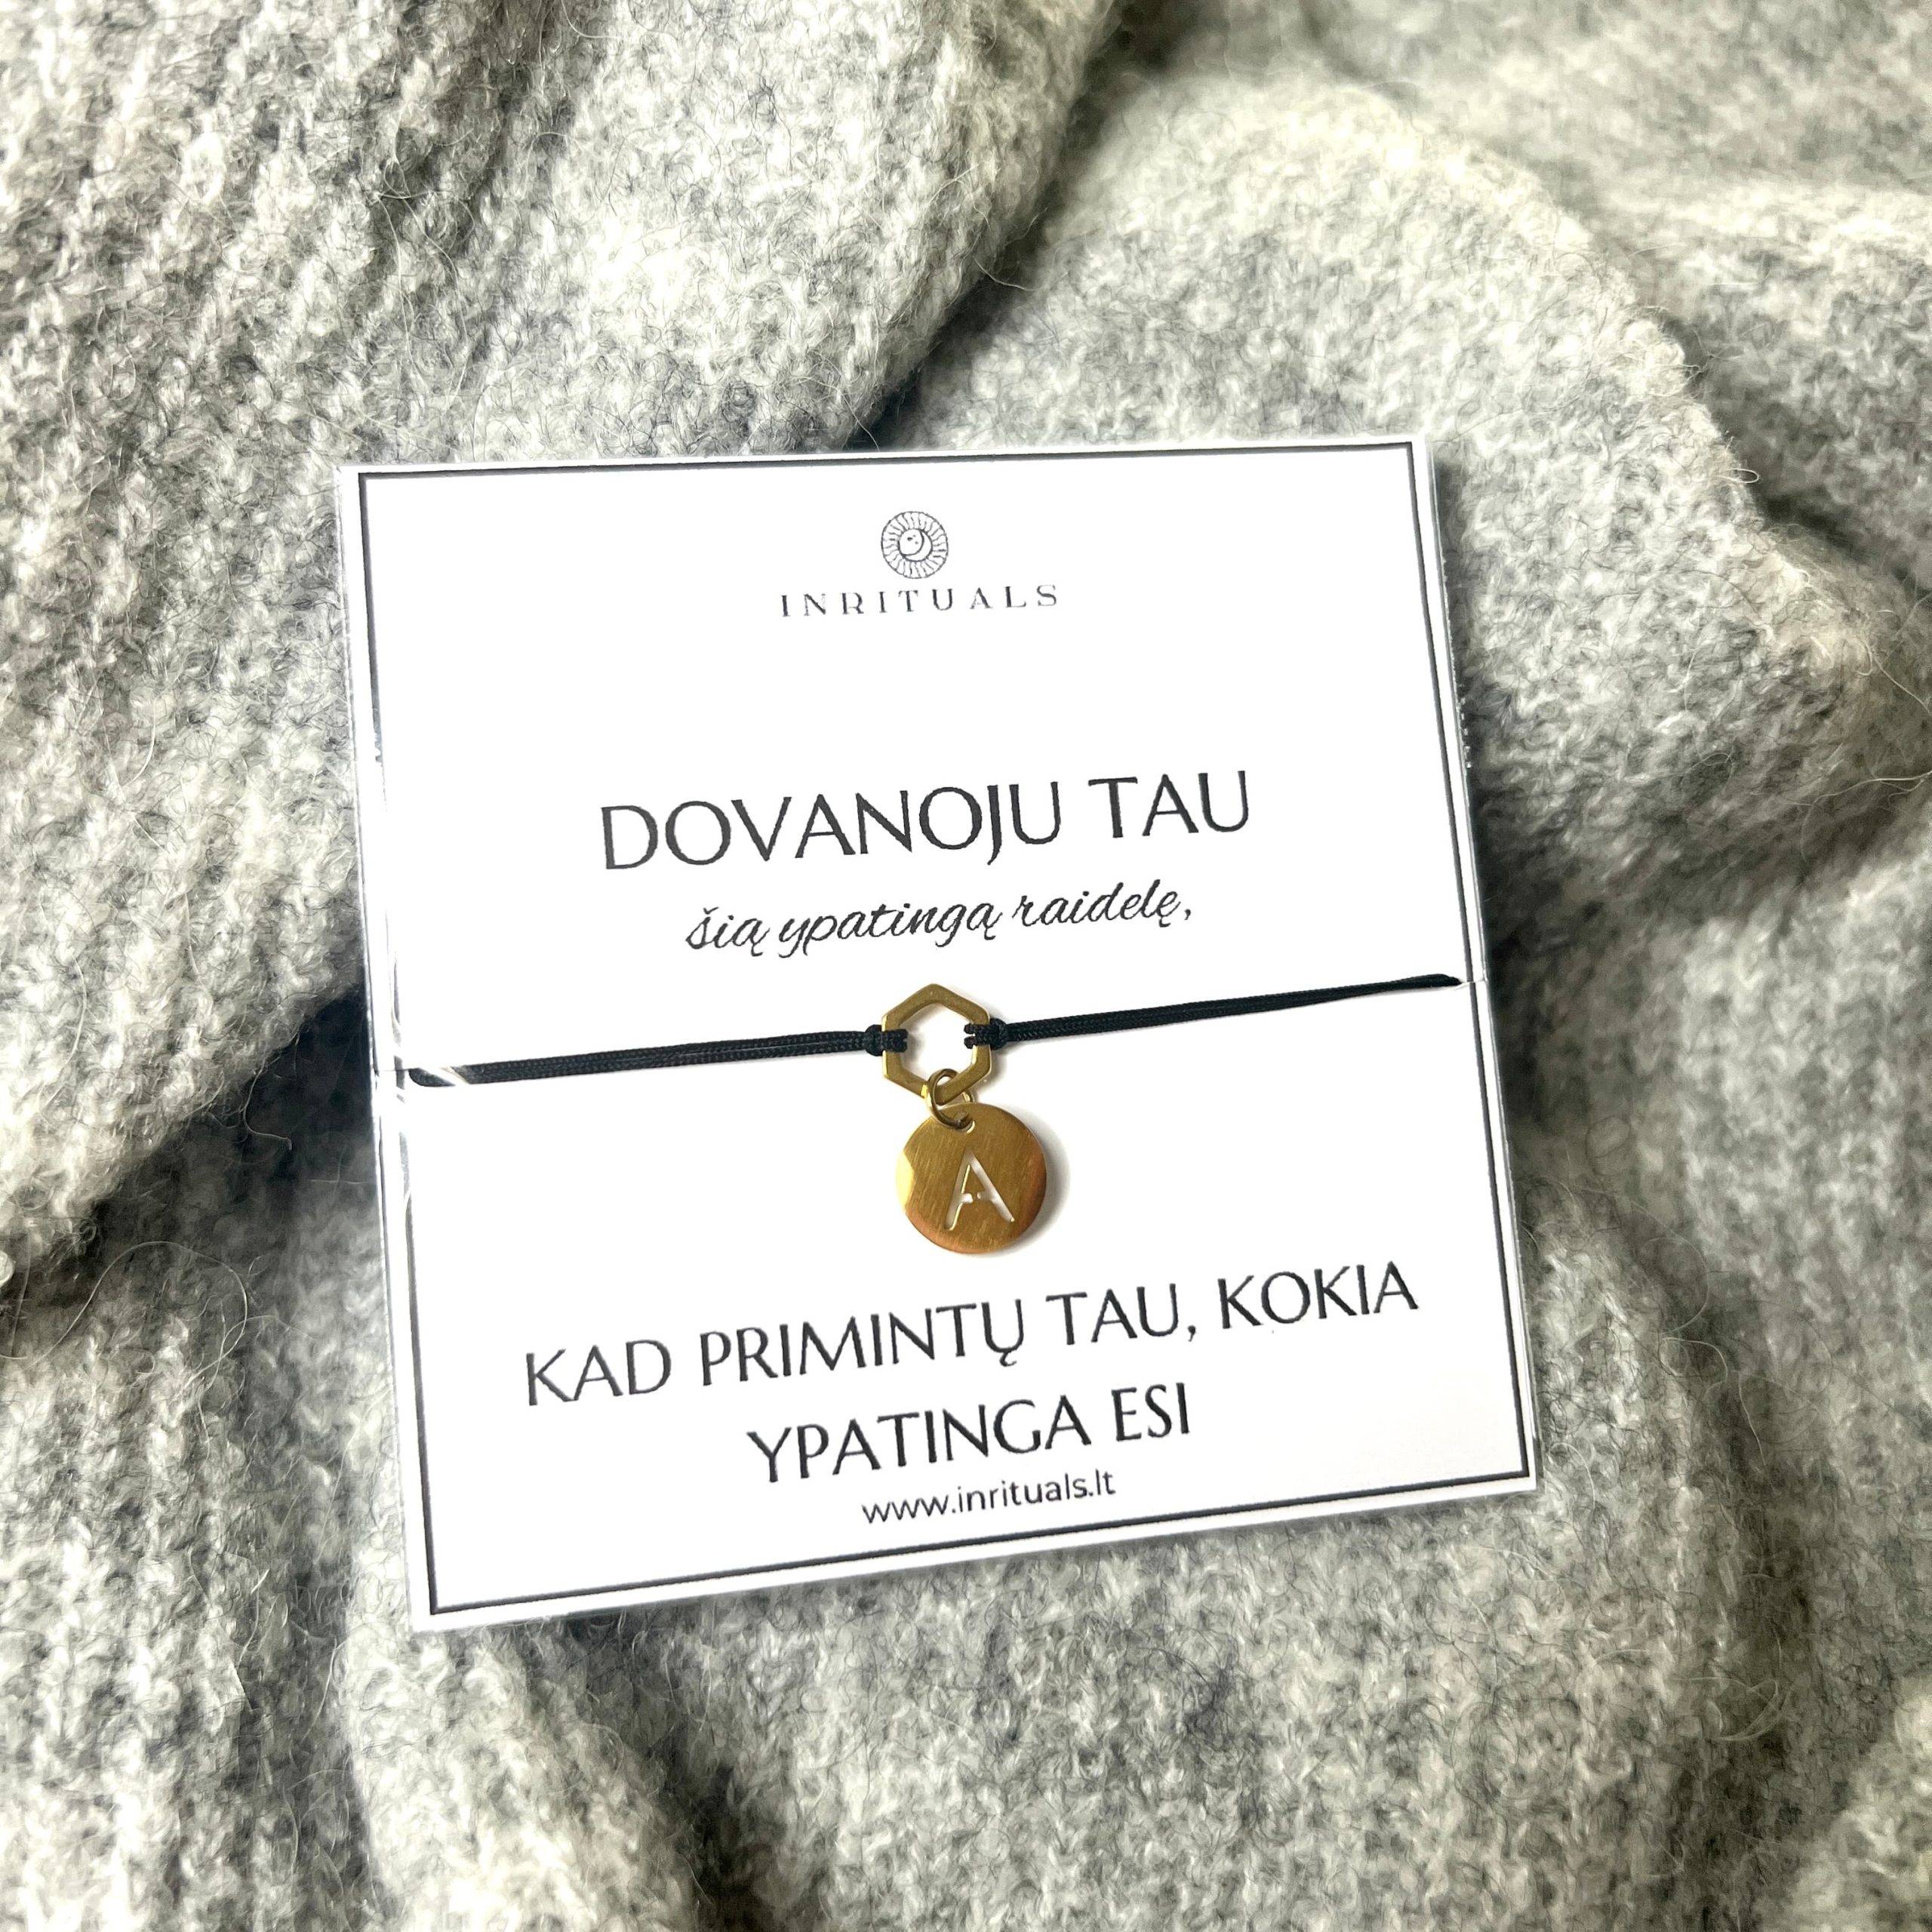 INRITUALS
DOVANOJU TAU
šią ypatingą raidelę,
A
KAD PRIMINTŲ TAU, KOKIA
YPATINGA ESI
www.inrituals.lt